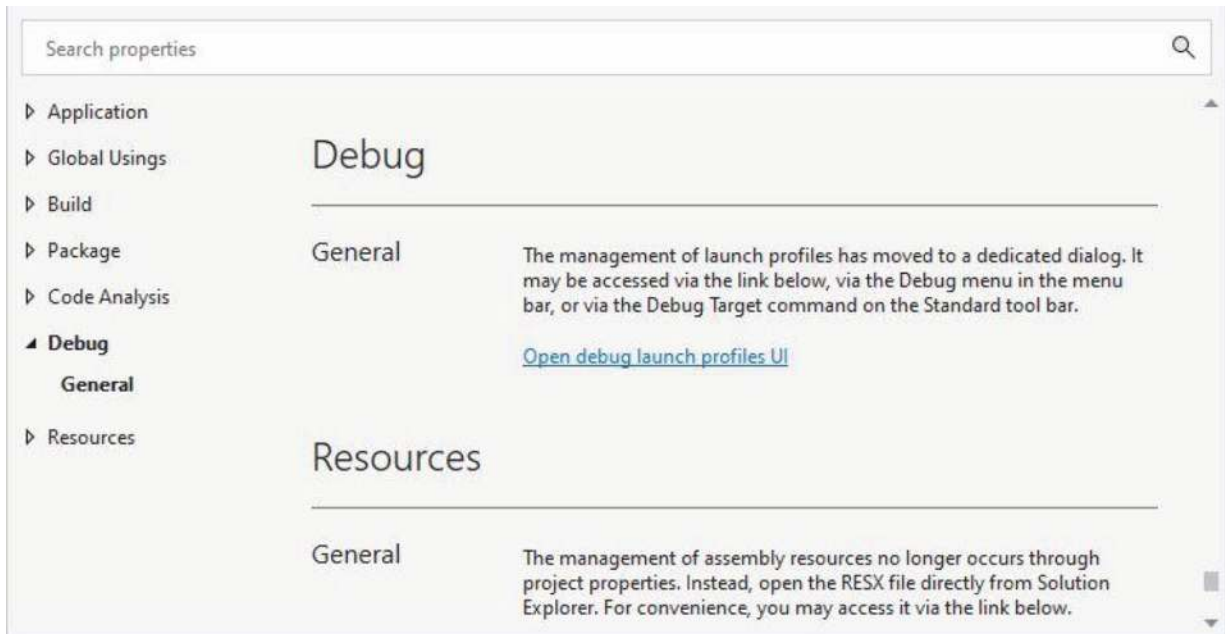 Search properties
Application
Global Usings
Build
Package
Code Analysis
Debug
General
Resources
Debug
General
The management of launch profiles has moved to a dedicated dialog. It
may be accessed via the link below, via the Debug menu in the menu
bar, or via the Debug Target command on the Standard tool bar.
Open debug launch profiles UI
Resources
General
The management of assembly resources no longer occurs through
project properties. Instead, open the RESX file directly from Solution
Explorer. For convenience, you may access it via the link below.